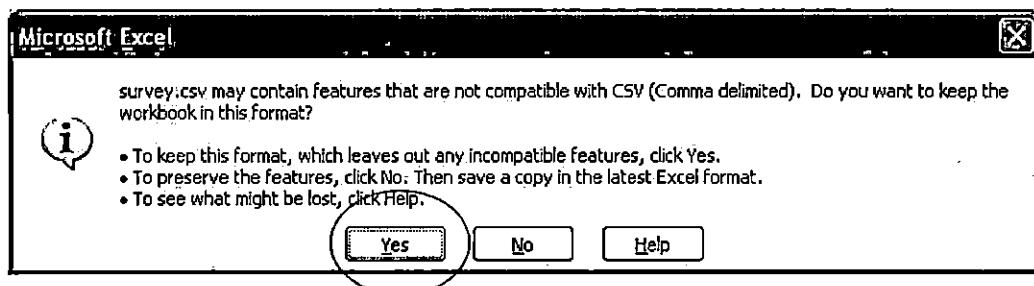 Microsoft Excel
survey.csv may contain features that are not compatible with CSV (Comma delimited). Do you want to keep the
workbook in this format?
• To keep this format, which leaves out any incompatible features, click Yes.
• To preserve the features, click No. Then save a copy in the latest Excel format.
• To see what might be lost, click Help.
Yes No Help